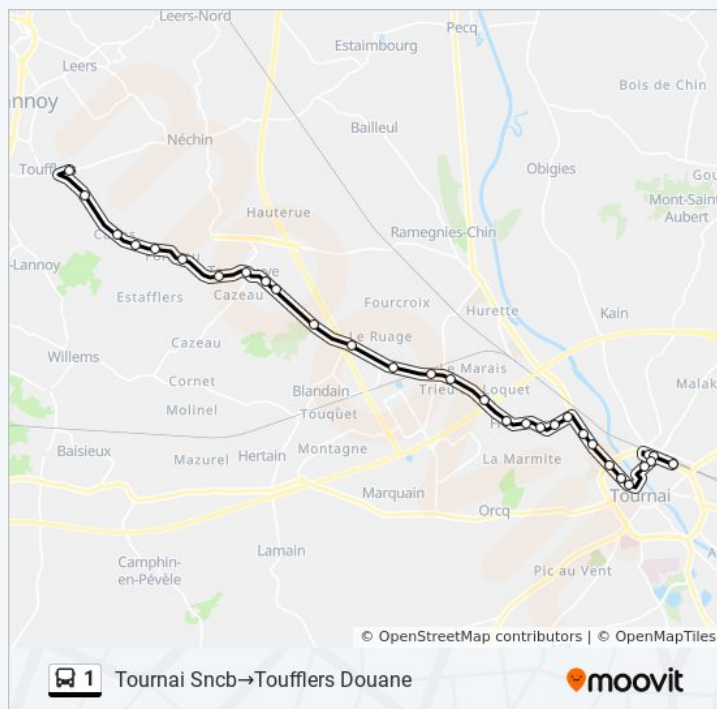 Leers-Nord
Pecq
Estaimbourg
Leers
Bois de Chin
annoy
Néchin
Bailleul
Touffl
Obigies
Gou
Mont-Saint-
Aubert
Hauterue
Ramegnies-Chin
-Lannoy
Estafflers
Cazeau
Fourcroix
Hurette
Kain
Cazeau
Le Ruage
Willems
Cornet
Le Marais
Malak
Blandain
Trieu
Loquet
Molinel
Touquet
Baisieux
Montagne
Mazurel
Hertain
La Marmite
Marquain
Orcq
Tournai
Lamain
Camphin-
en-Pévèle
Pic au Vent
© OpenStreetMap contributors | © OpenMapTiles
1 Tournai Sncb→Toufflers Douane
moovit